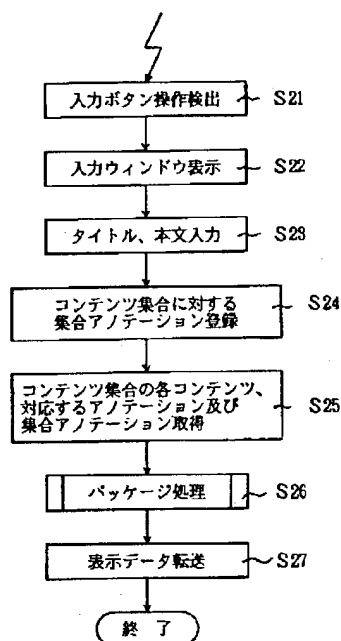 入力ボタン操作検出 S21
入力ウィンドウ表示 S22
タイトル、本文入力 S23
コンテンツ集合に対する
集合アノテーション登録 S24
コンテンツ集合の各コンテンツ、
対応するアノテーション及び
集合アノテーション取得 S25
パッケージ処理 S26
表示データ転送 S27
終了